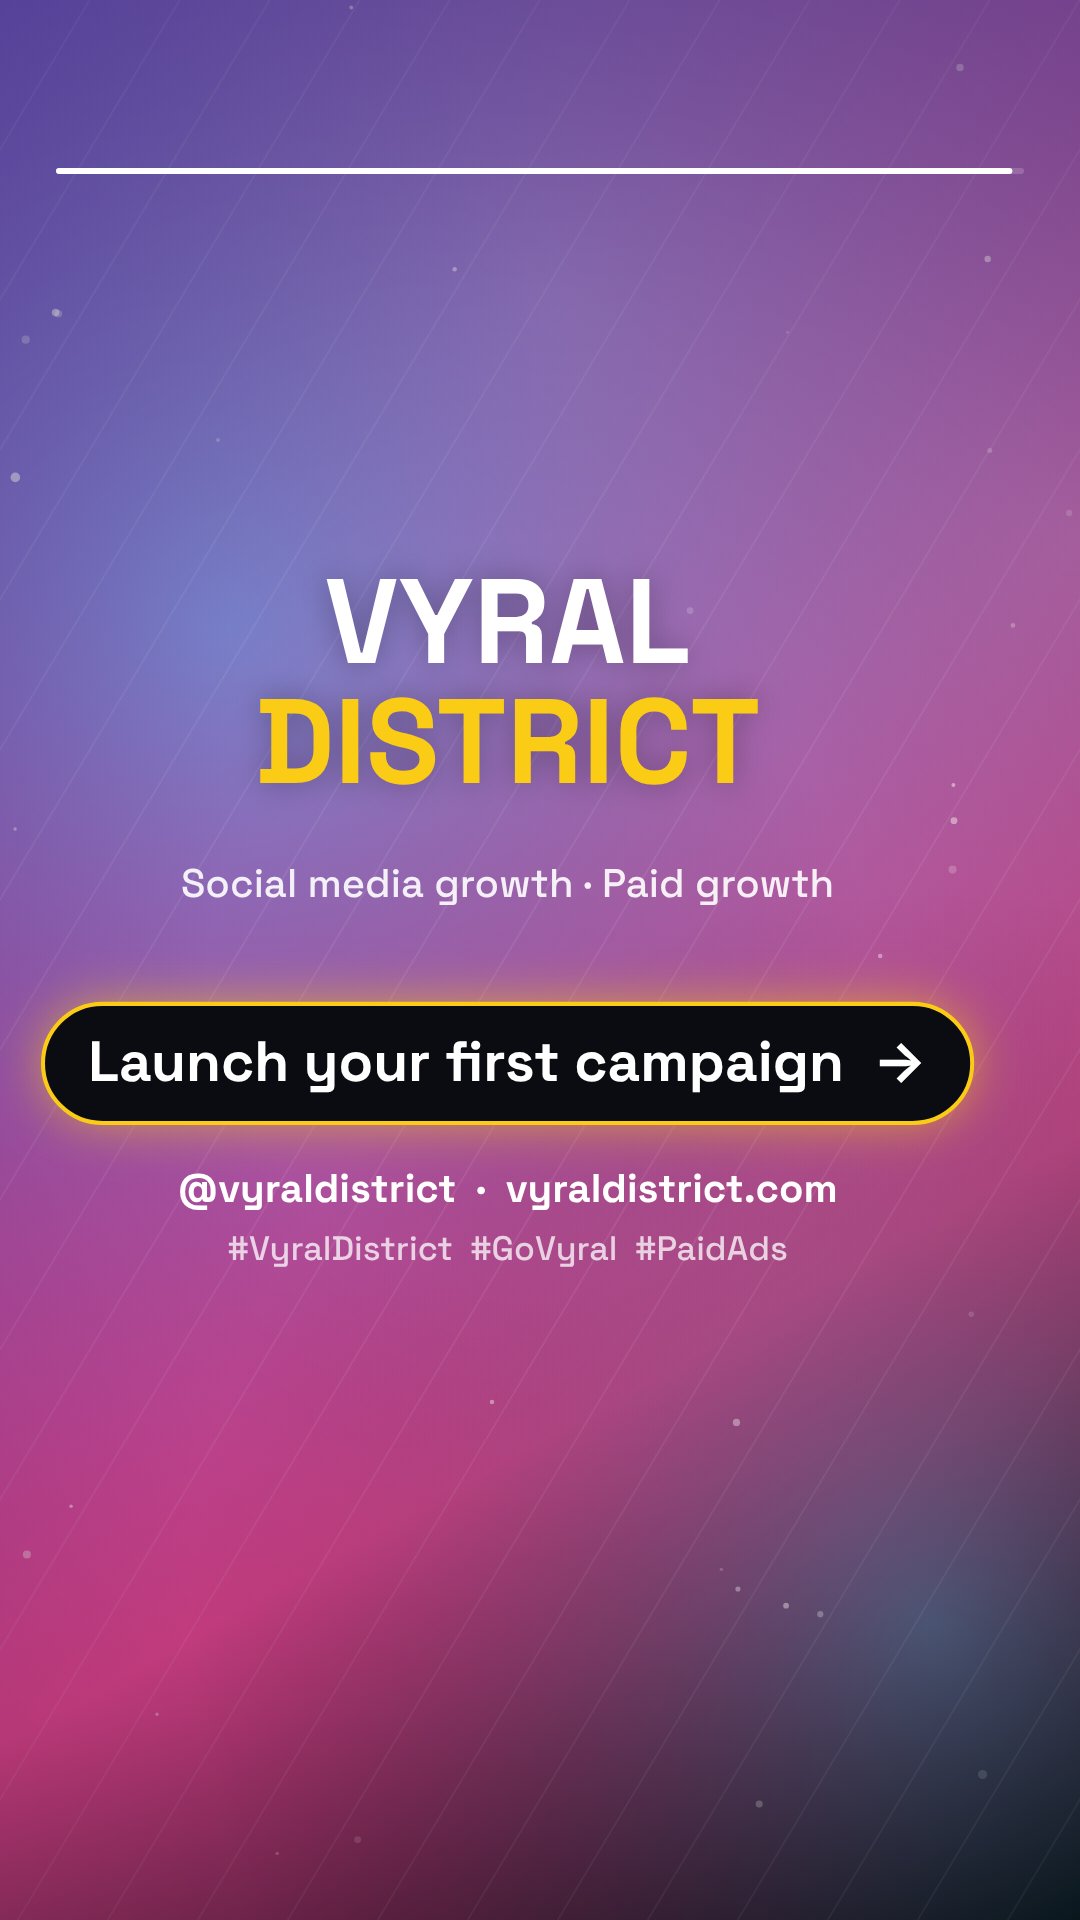 VYRAL
DISTRICT
Social media growth · Paid growth
Launch your first campaign →
@vyraldistrict · vyraldistrict.com
#VyralDistrict #GoVyral #PaidAds